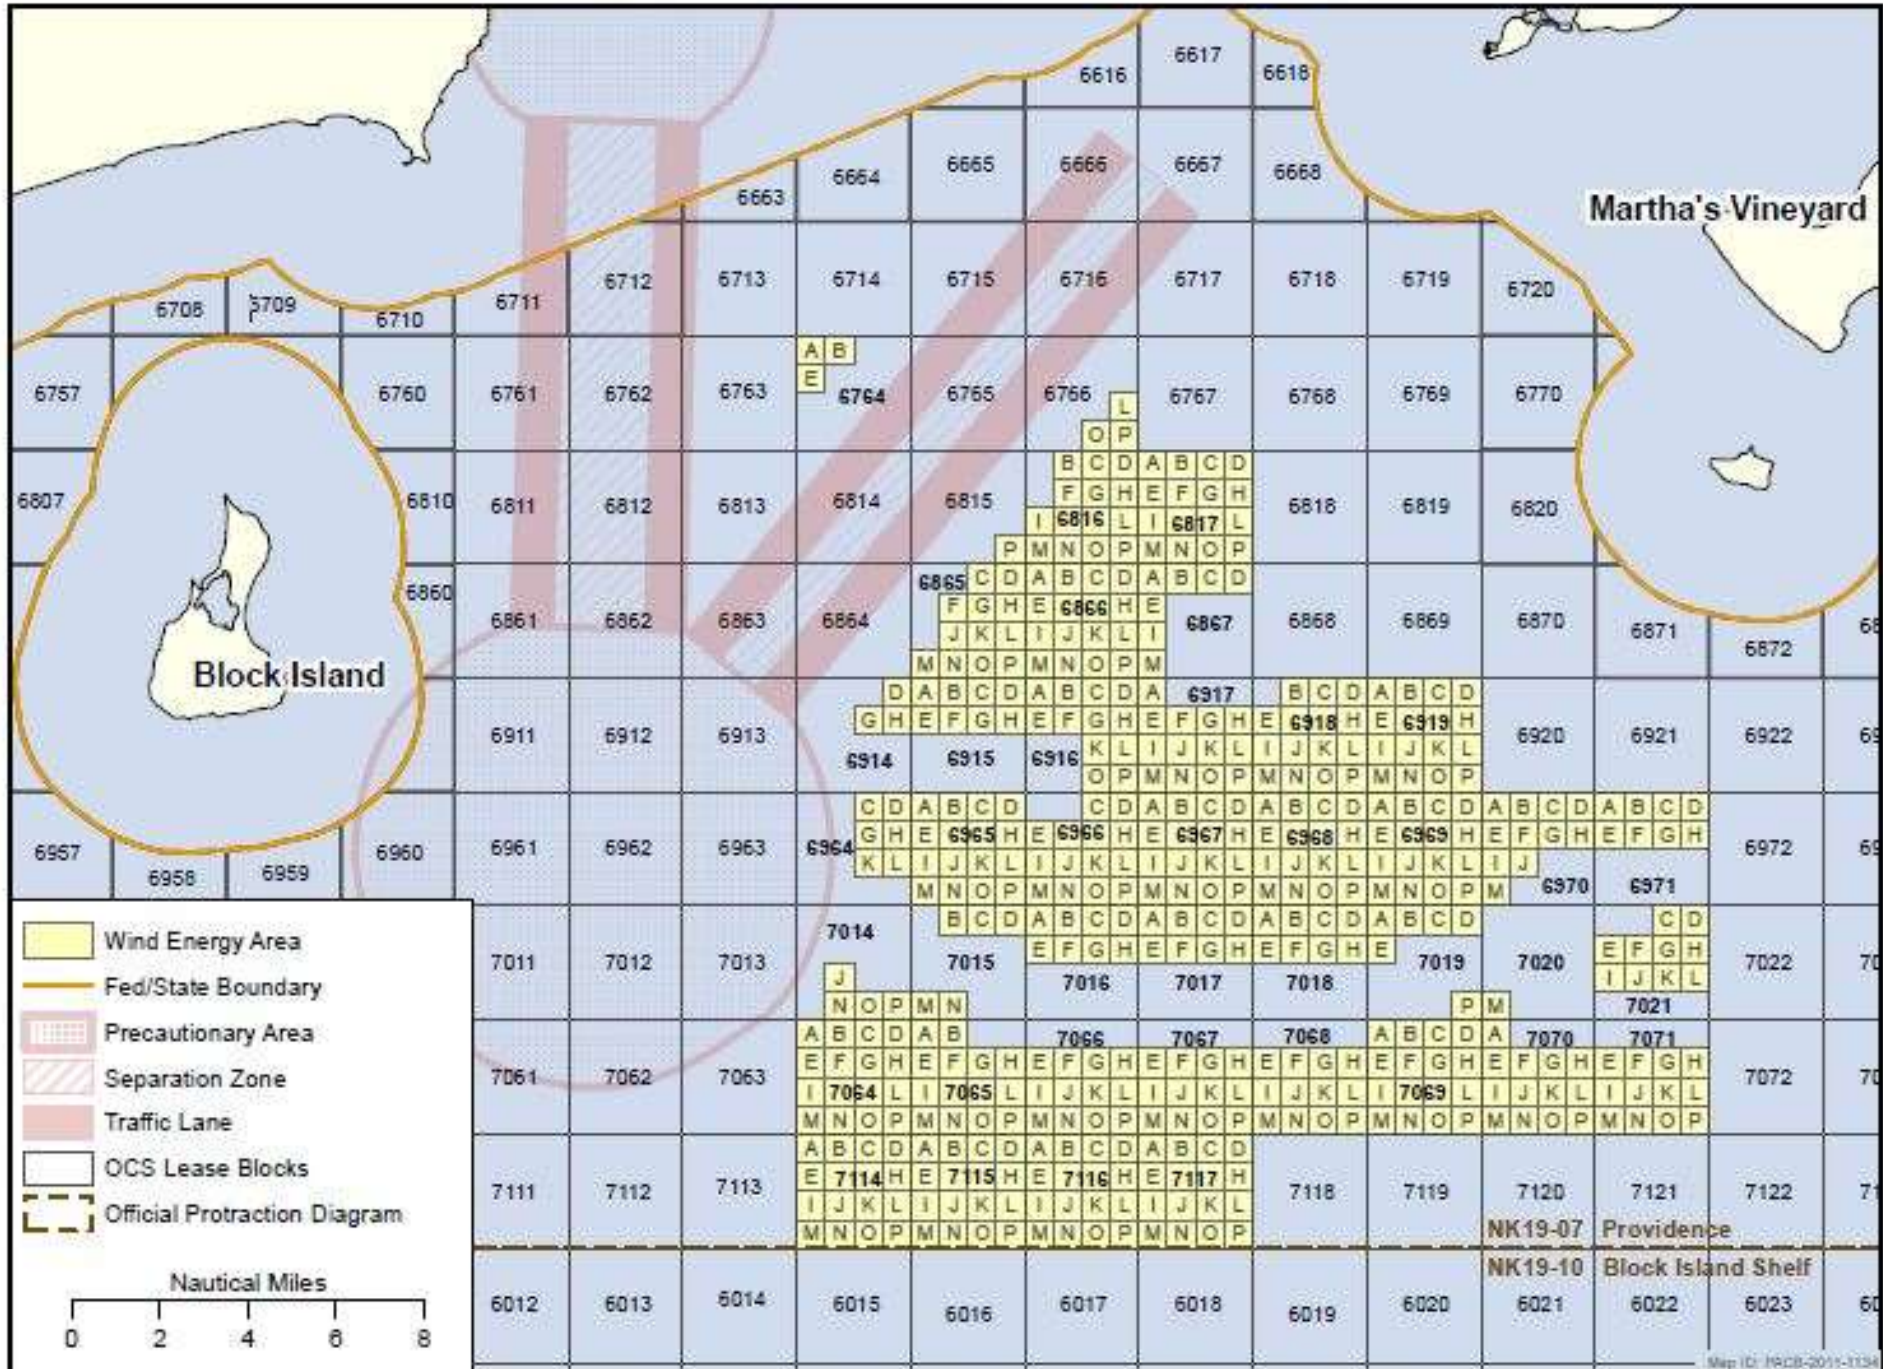 6616 6617 6618
6663 6664 6665 6666 6667 6668
Martha's Vineyard
6708 6709 6710 6711 6712 6713 6714 6715 6716 6717 6718 6719 6720
A B
E
6757 6760 6761 6762 6763 6764 6765 6766 6767 6768 6769 6770
L
O P
B C D A B C D
F G H E F G H
6807 6810 6811 6812 6813 6814 6815 6818 6819 6820
I 6816 L I 6817 L
P M N O P M N O P
6865 C D A B C D A B C D
6860
F G H E 6866 H E
6861 6862 6863 6864 6867 6868 6869 6870 6871 6872
J K L I J K L I
M N O P M N O P M
Block Island
D A B C D A B C D A 6917 B C D A B C D
G H E F G H E F G H E F G H E 6918 H E 6919 H
6911 6912 6913 6920 6921 6922
6914 6915 6916 K L I J K L I J K L I J K L
O P M N O P M N O P M N O P
C D A B C D C D A B C D A B C D A B C D A B C D A B C D
G H E 6965 H E 6966 H E 6967 H E 6968 H E 6969 H E F G H E F G H
6957 6958 6959 6960 6961 6962 6963 6964 6972
K L I J K L I J K L I J K L I J K L I J K L I J
M N O P M N O P M N O P M N O P M N O P M 6970 6971
B C D A B C D A B C D A B C D A B C D C D
7014
E F G H E F G H E F G H E E F G H
7011 7012 7013 7015 7019 7020 7022
J 7016 7017 7018 I J K L
N O P M N P M 7021
A B C D A B 7066 7067 7068 A B C D A 7070 7071
E F G H E F G H E F G H E F G H E F G H E F G H E F G H E F G H
7061 7062 7063 7072
I 7064 L I 7065 L I J K L I J K L I J K L I 7069 L I J K L I J K L
M N O P M N O P M N O P M N O P M N O P M N O P M N O P M N O P
A B C D A B C D A B C D A B C D
E 7114 H E 7115 H E 7116 H E 7117 H
7111 7112 7113 7118 7119 7120 7121 7122
I J K L I J K L I J K L I J K L
M N O P M N O P M N O P M N O P
NK19-07 Providence
NK19-10 Block Island Shelf
6012 6013 6014 6015 6016 6017 6018 6019 6020 6021 6022 6023
Wind Energy Area
Fed/State Boundary
Precautionary Area
Separation Zone
Traffic Lane
OCS Lease Blocks
Official Protraction Diagram
Nautical Miles
0 2 4 6 8